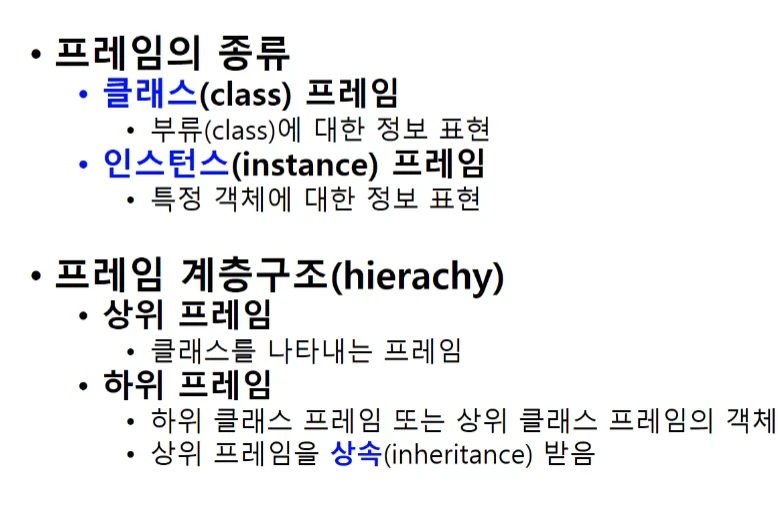 • 프레임의 종류
• 클래스(class) 프레임
• 부류(class)에 대한 정보 표현
• 인스턴스(instance) 프레임
• 특정 객체에 대한 정보 표현
• 프레임 계층구조(hierachy)
• 상위 프레임
• 클래스를 나타내는 프레임
• 하위 프레임
• 하위 클래스 프레임 또는 상위 클래스 프레임의 객체
• 상위 프레임을 상속(inheritance) 받음